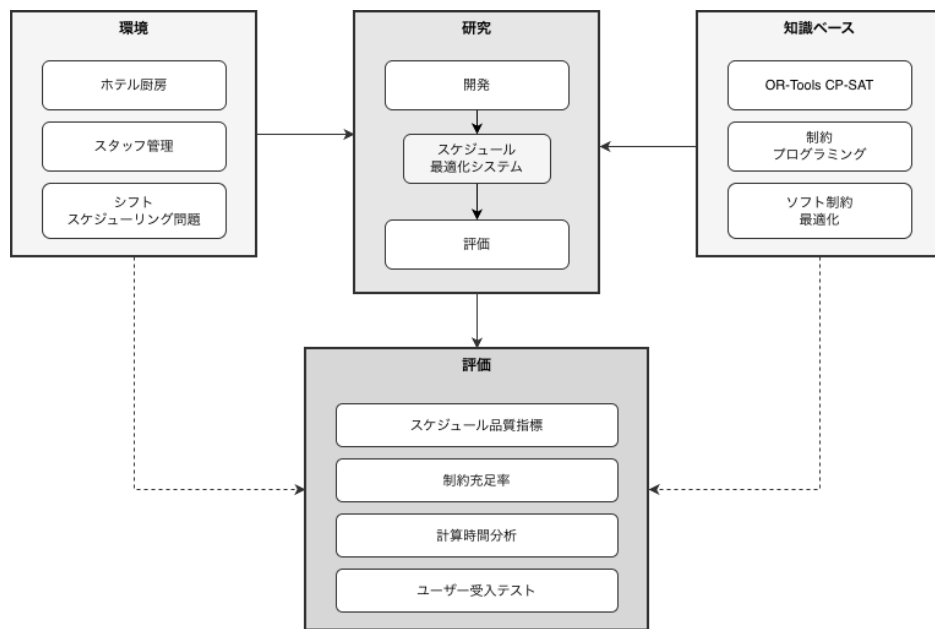 環境
ホテル厨房
スタッフ管理
シフト
スケジューリング問題
研究
開発
スケジュール
最適化システム
評価
知識ベース
OR-Tools CP-SAT
制約
プログラミング
ソフト制約
最適化
評価
スケジュール品質指標
制約充足率
計算時間分析
ユーザー受入テスト